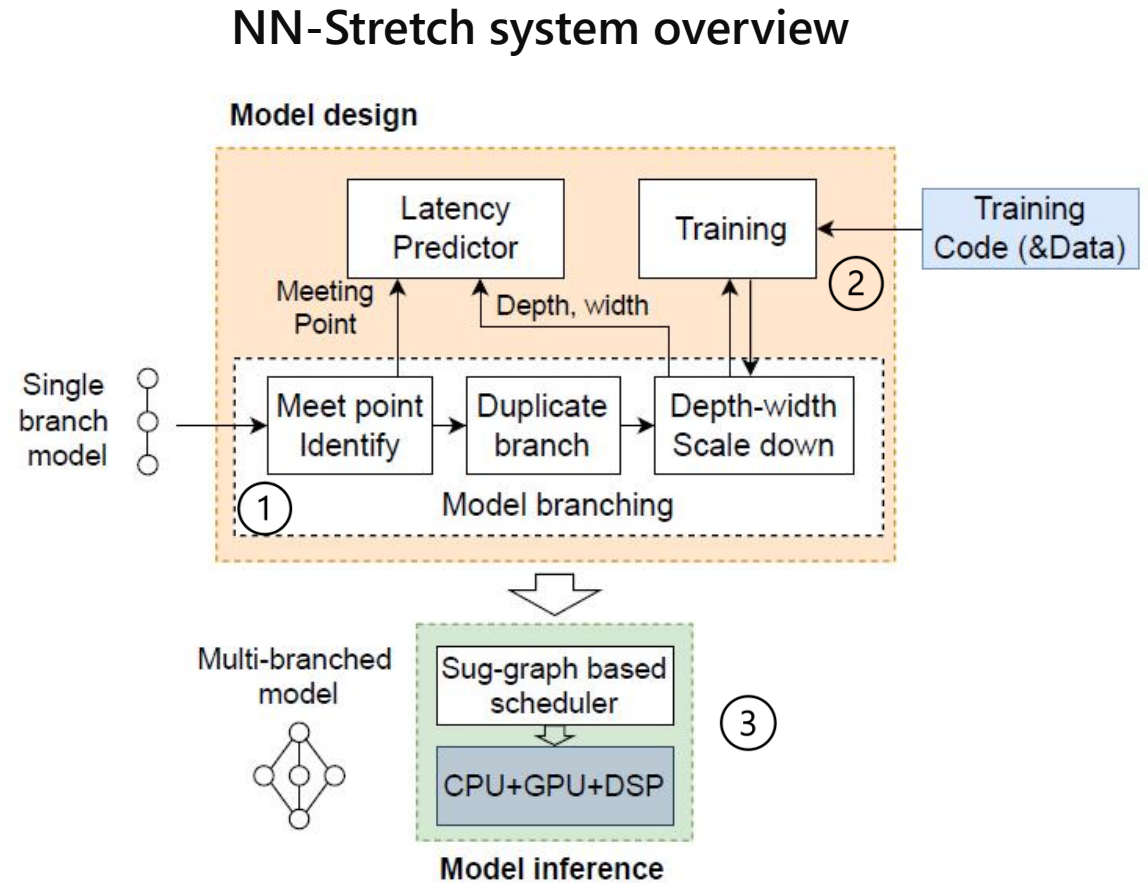 NN-Stretch system overview
Model design
Latency
Predictor
Training
Training
Code (&Data)
Meeting
Point
Depth, width
2
Single
branch
model
Meet point
Identify
Duplicate
branch
Depth-width
Scale down
1
Model branching
Multi-branched
model
Sug-graph based
scheduler
3
CPU+GPU+DSP
Model inference